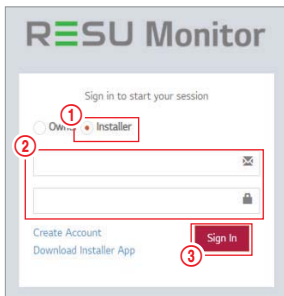 RESU Monitor
Sign in to start your session
1
Installer
2
Create Account
Download Installer App
Sign In
3